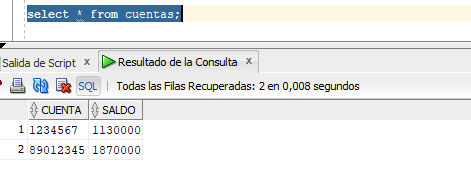 select * from cuentas;
Salida de Script x Resultado de la Consulta x
SQL | Todas las Filas Recuperadas: 2 en 0,008 segundos
CUENTA SALDO
1 1234567 1130000
2 89012345 1870000